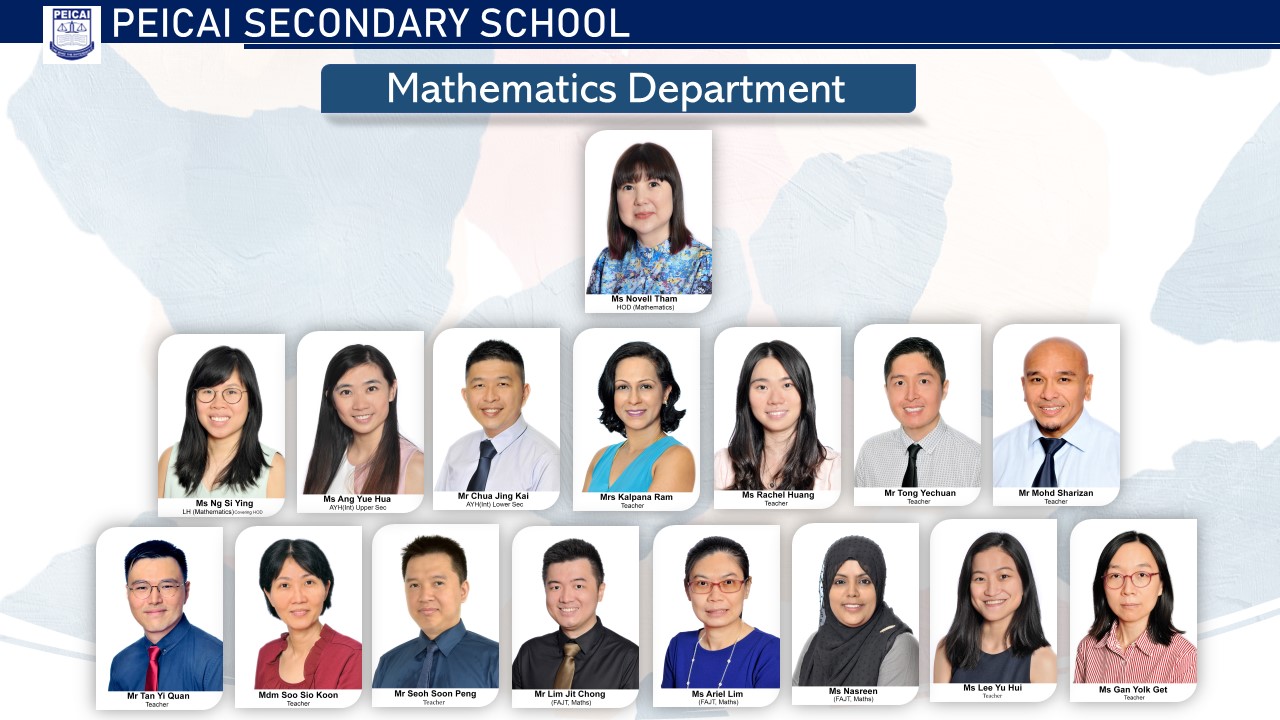 PEICAI
PEICAI SECONDARY SCHOOL
Mathematics Department
Ms Novell Tham
HOD (Mathematics)
Ms Ng Si Ying
LH (Mathematics) Covering HOD
Ms Ang Yue Hua
AYH(Int) Upper Sec
Mr Chua Jing Kai
AYH(Int) Lower Sec
Mrs Kalpana Ram
Teacher
Ms Rachel Huang
Teacher
Mr Tong Yechuan
Teacher
Mr Mohd Sharizan
Teacher
Mr Tan Yi Quan
Teacher
Mdm Soo Sio Koon
Teacher
Mr Seoh Soon Peng
Teacher
Mr Lim Jit Chong
(FAJT, Maths)
Ms Ariel Lim
(FAJT, Maths)
Ms Nasreen
(FAJT, Maths)
Ms Lee Yu Hui
Teacher
Ms Gan Yolk Get
Teacher